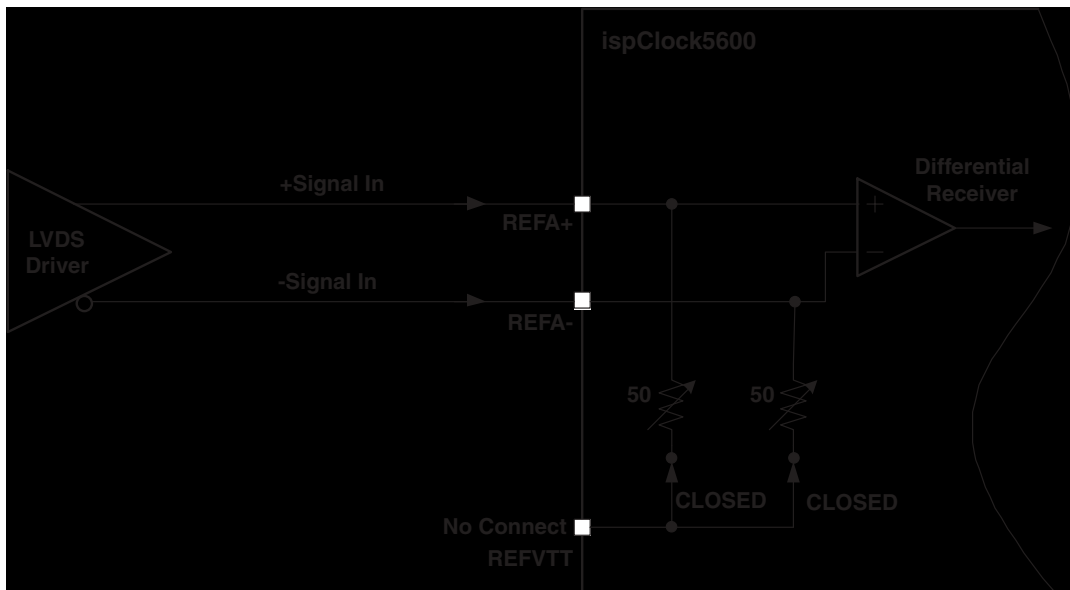 ispClock5600
Differential
Receiver
+Signal In
REFA+
LVDS
Driver
-Signal In
REFA-
+
−
50
50
CLOSED
CLOSED
No Connect
REFVTT